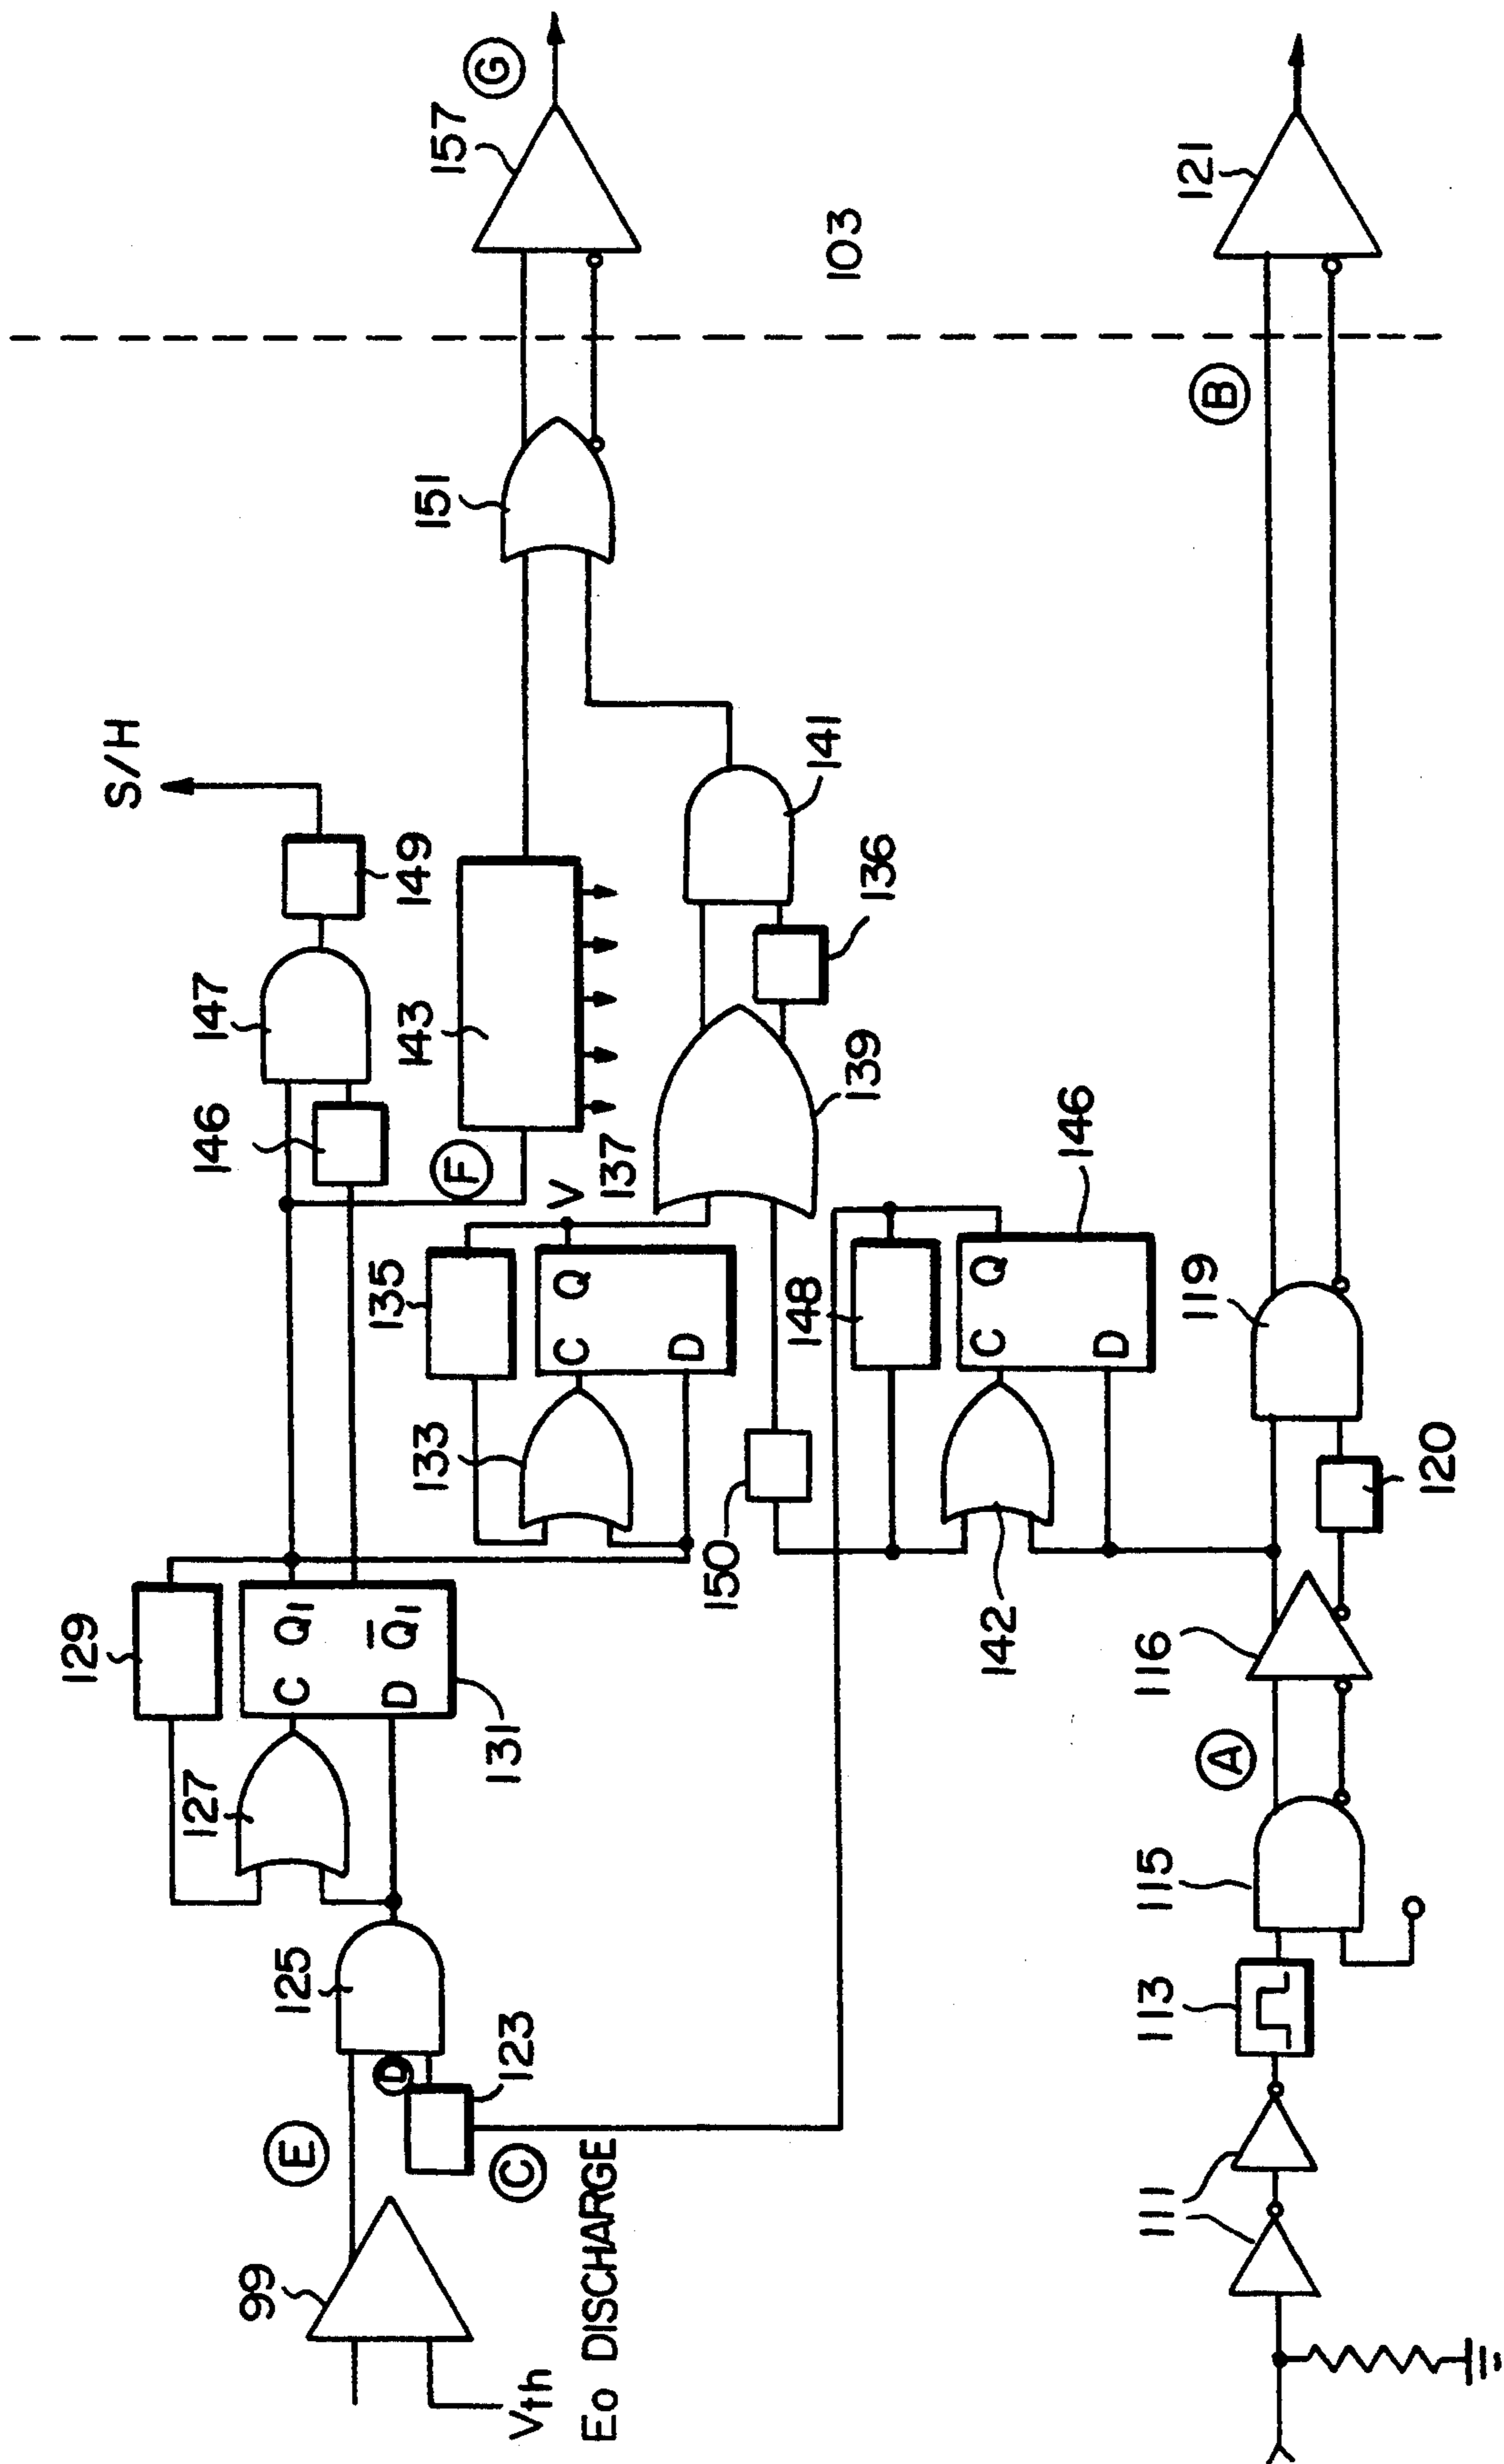 129
S/H
127
146
147
99
E
125
C
Q1
D
D
Q̄1
135
143
149
133
151
157
F
G
C
123
131
Vth
C
Q
V
Eo DISCHARGE
137
D
150
148
141
103
139
136
142
C
Q
146
D
111
113
115
116
119
121
A
B
120